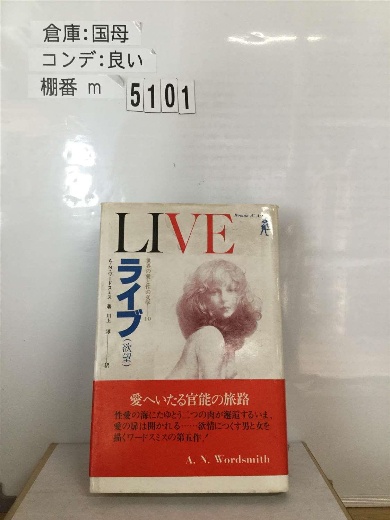 倉庫:国母
コンデ:良い
棚番 m
5101
LIVE
ライブ(欲望)
愛へいたる官能の旅路
性愛の海にたゆとう二つの肉が邂逅するいま、
愛の扉は開かれる……欲情につくす男と女を
描くワードスミスの第五作!
A. N. Wordsmith